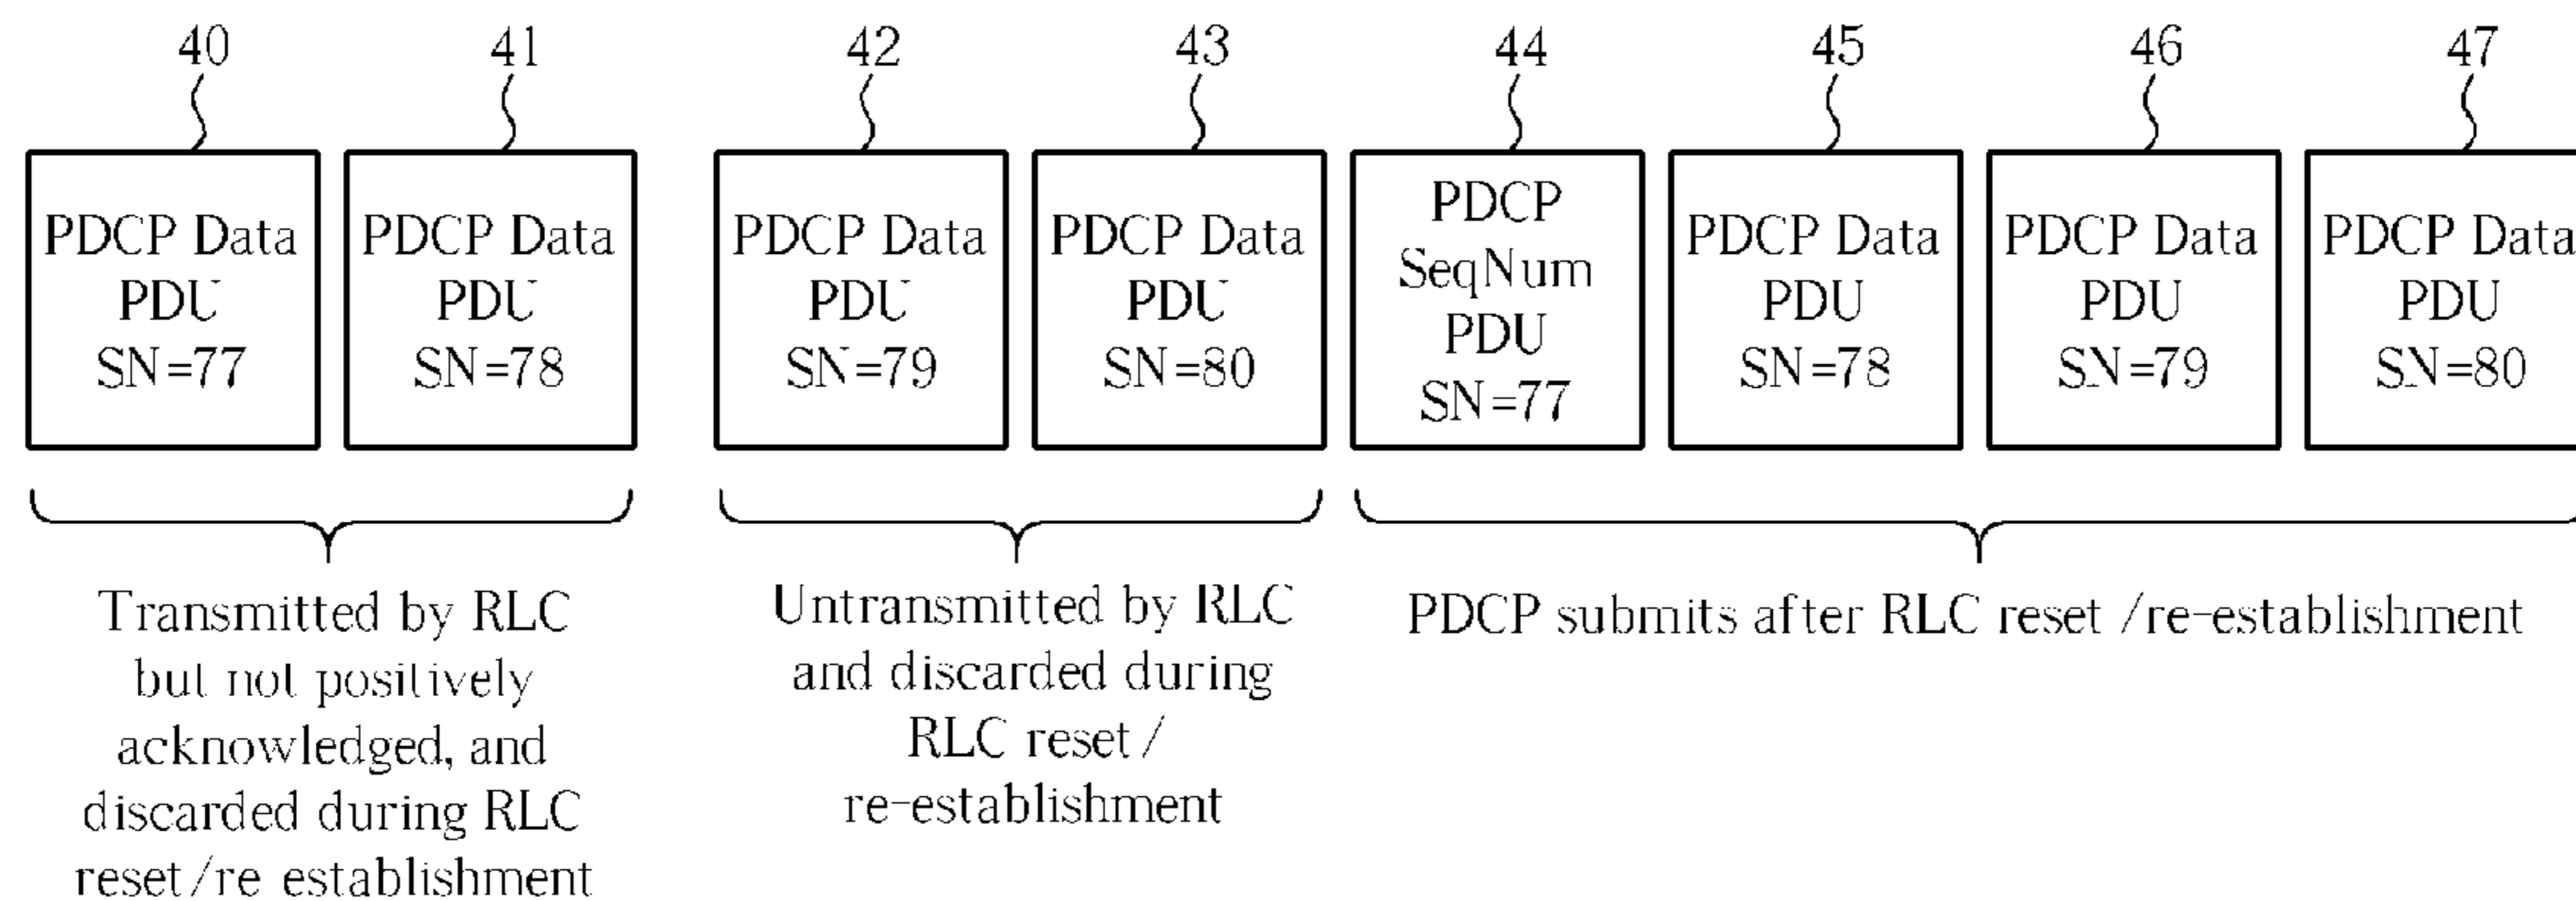 40 41 42 43 44 45 46 47
PDCP Data
PDU
SN=77
PDCP Data
PDU
SN=78
PDCP Data
PDU
SN=79
PDCP Data
PDU
SN=80
PDCP
SeqNum
PDU
SN=77
PDCP Data
PDU
SN=78
PDCP Data
PDU
SN=79
PDCP Data
PDU
SN=80
Transmitted by RLC
but not positively
acknowledged, and
discarded during RLC
reset/re establishment
Untransmitted by RLC
and discarded during
RLC reset/
re-establishment
PDCP submits after RLC reset /re-establishment